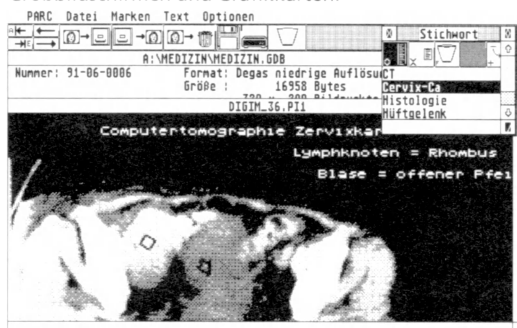 PARC Datei Marken Text Optionen
Stichwort
A:\MEDIZIN\MEDIZIN.GDB
Nummer: 91-06-0006
Format: Degas niedrige Auflösu
Größe : 16958 Bytes
CT
Cervix-Ca
Histologie
Hüftgelenk
DIGIM_36.PI1
Computertomographie Zervixkar
Lymphknoten = Rhombus
Blase = offener Pfei